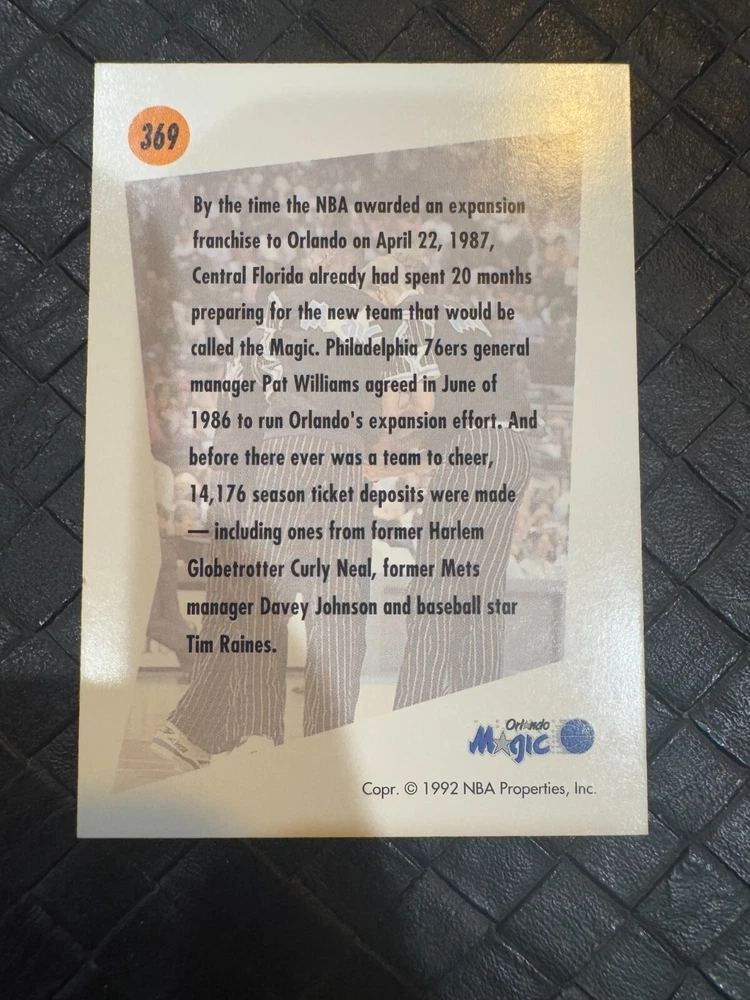 369
By the time the NBA awarded an expansion
franchise to Orlando on April 22, 1987,
Central Florida already had spent 20 months
preparing for the new team that would be
called the Magic. Philadelphia 76ers general
manager Pat Williams agreed in June of
1986 to run Orlando's expansion effort. And
before there ever was a team to cheer,
14,176 season ticket deposits were made
— including ones from former Harlem
Globetrotter Curly Neal, former Mets
manager Davey Johnson and baseball star
Tim Raines.
Orlando
Magic
Copr. © 1992 NBA Properties, Inc.